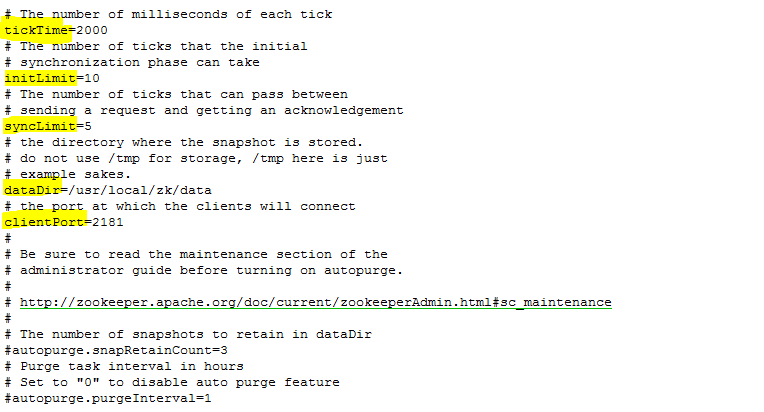 # The number of milliseconds of each tick
tickTime=2000
# The number of ticks that the initial
# synchronization phase can take
initLimit=10
# The number of ticks that can pass between
# sending a request and getting an acknowledgement
syncLimit=5
# the directory where the snapshot is stored.
# do not use /tmp for storage, /tmp here is just
# example sakes.
dataDir=/usr/local/zk/data
# the port at which the clients will connect
clientPort=2181
#
# Be sure to read the maintenance section of the
# administrator guide before turning on autopurge.
#
# http://zookeeper.apache.org/doc/current/zookeeperAdmin.html#sc_maintenance
#
# The number of snapshots to retain in dataDir
#autopurge.snapRetainCount=3
# Purge task interval in hours
# Set to "0" to disable auto purge feature
#autopurge.purgeInterval=1